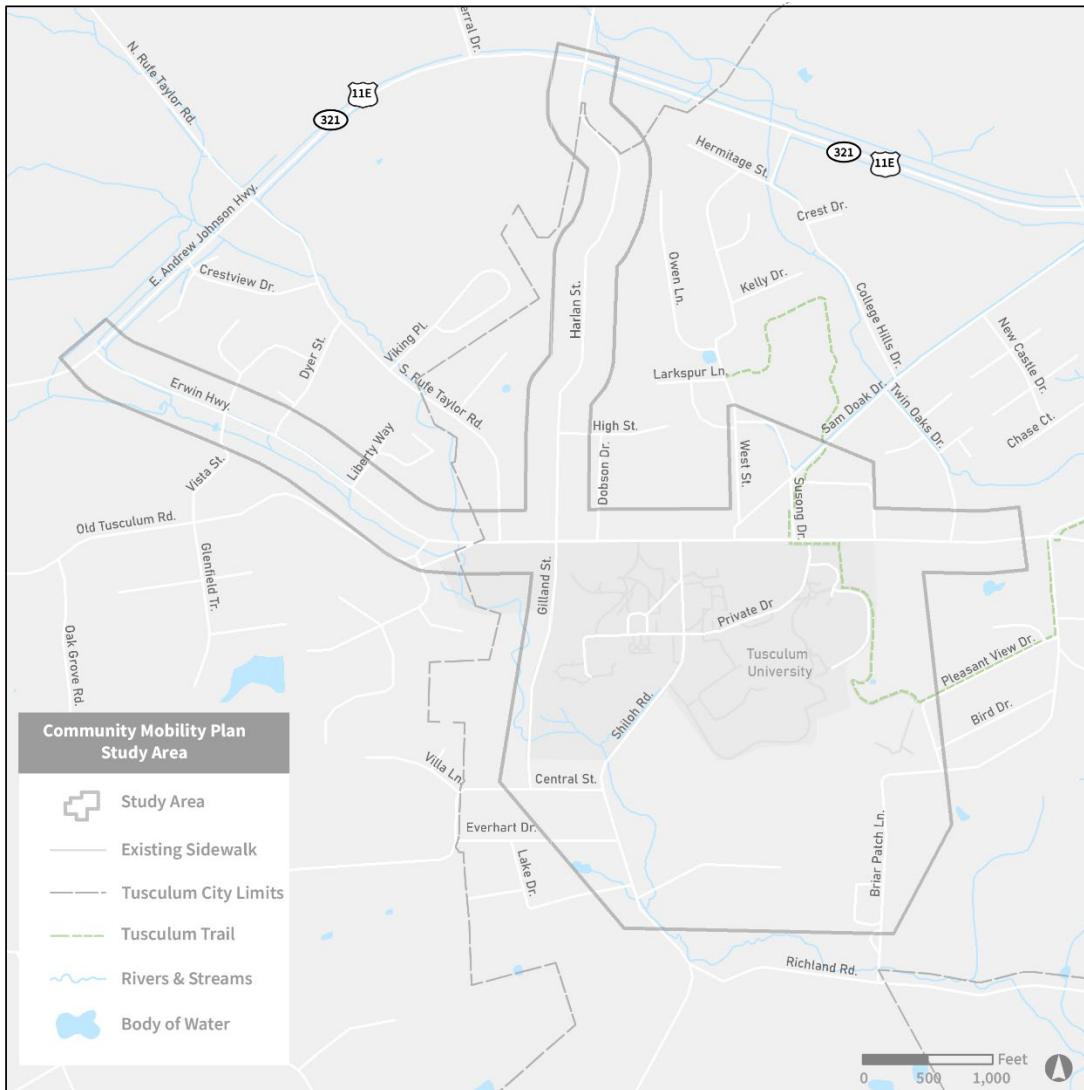 N. Rufe Taylor Rd.
erral Dr.
11E
321
E. Andrew Johnson Hwy.
Hermitage St.
321
11E
Crest Dr.
Crestview Dr.
Owen Ln.
Kelly Dr.
College Hills Dr.
New Castle Dr.
Harlan St.
Viking Pl.
Dyer St.
S. Rufe Taylor Rd.
Larkspur Ln.
Erwin Hwy.
Sam Doak Dr.
Twin Oaks Dr.
Chase Ct.
High St.
Liberty Way
Vista St.
Dobson Dr.
West St.
Susong Dr.
Old Tusculum Rd.
Glenfield Tr.
Gilland St.
Private Dr
Tusculum
University
Oak Grove Rd.
Pleasant View Dr.
Bird Dr.
Shiloh Rd.
Villa Ln.
Central St.
Everhart Dr.
Lake Dr.
Briar Patch Ln.
Richland Rd.
Community Mobility Plan
Study Area
Study Area
Existing Sidewalk
Tusculum City Limits
Tusculum Trail
Rivers & Streams
Body of Water
Feet
0 500 1,000